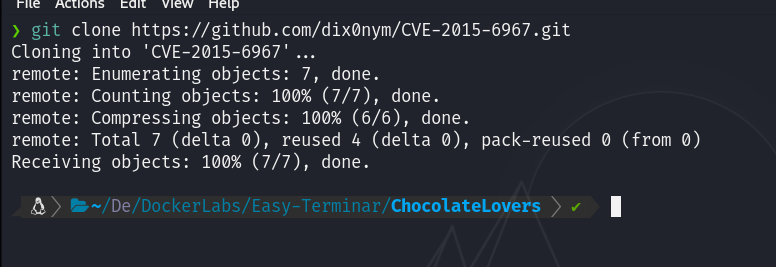 File Actions Edit View Help
❯ git clone https://github.com/dix0nym/CVE-2015-6967.git
Cloning into 'CVE-2015-6967'...
remote: Enumerating objects: 7, done.
remote: Counting objects: 100% (7/7), done.
remote: Compressing objects: 100% (6/6), done.
remote: Total 7 (delta 0), reused 4 (delta 0), pack-reused 0 (from 0)
Receiving objects: 100% (7/7), done.
~/De/DockerLabs/Easy-Terminar/ChocolateLovers ✔